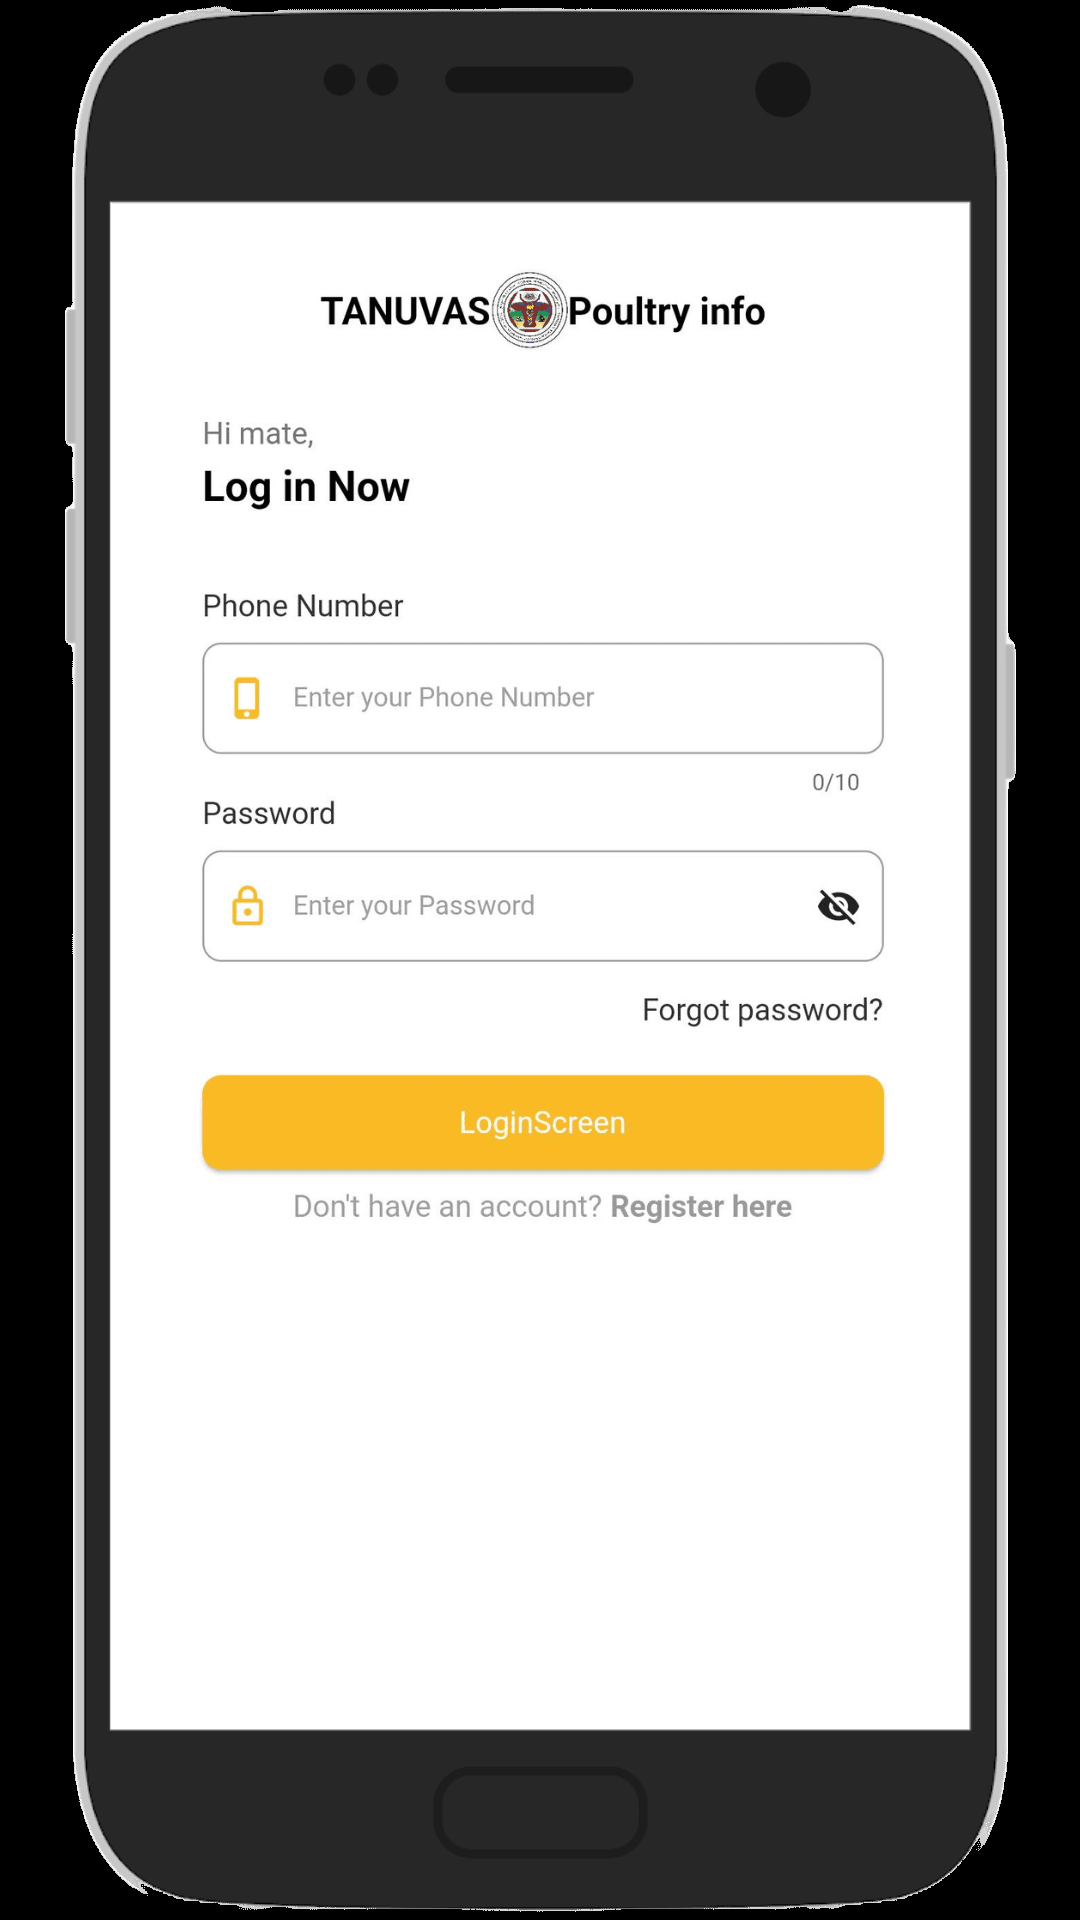 TANUVAS Poultry info
Hi mate,
Log in Now
Phone Number
Enter your Phone Number
0/10
Password
Enter your Password
Forgot password?
LoginScreen
Don't have an account? Register here